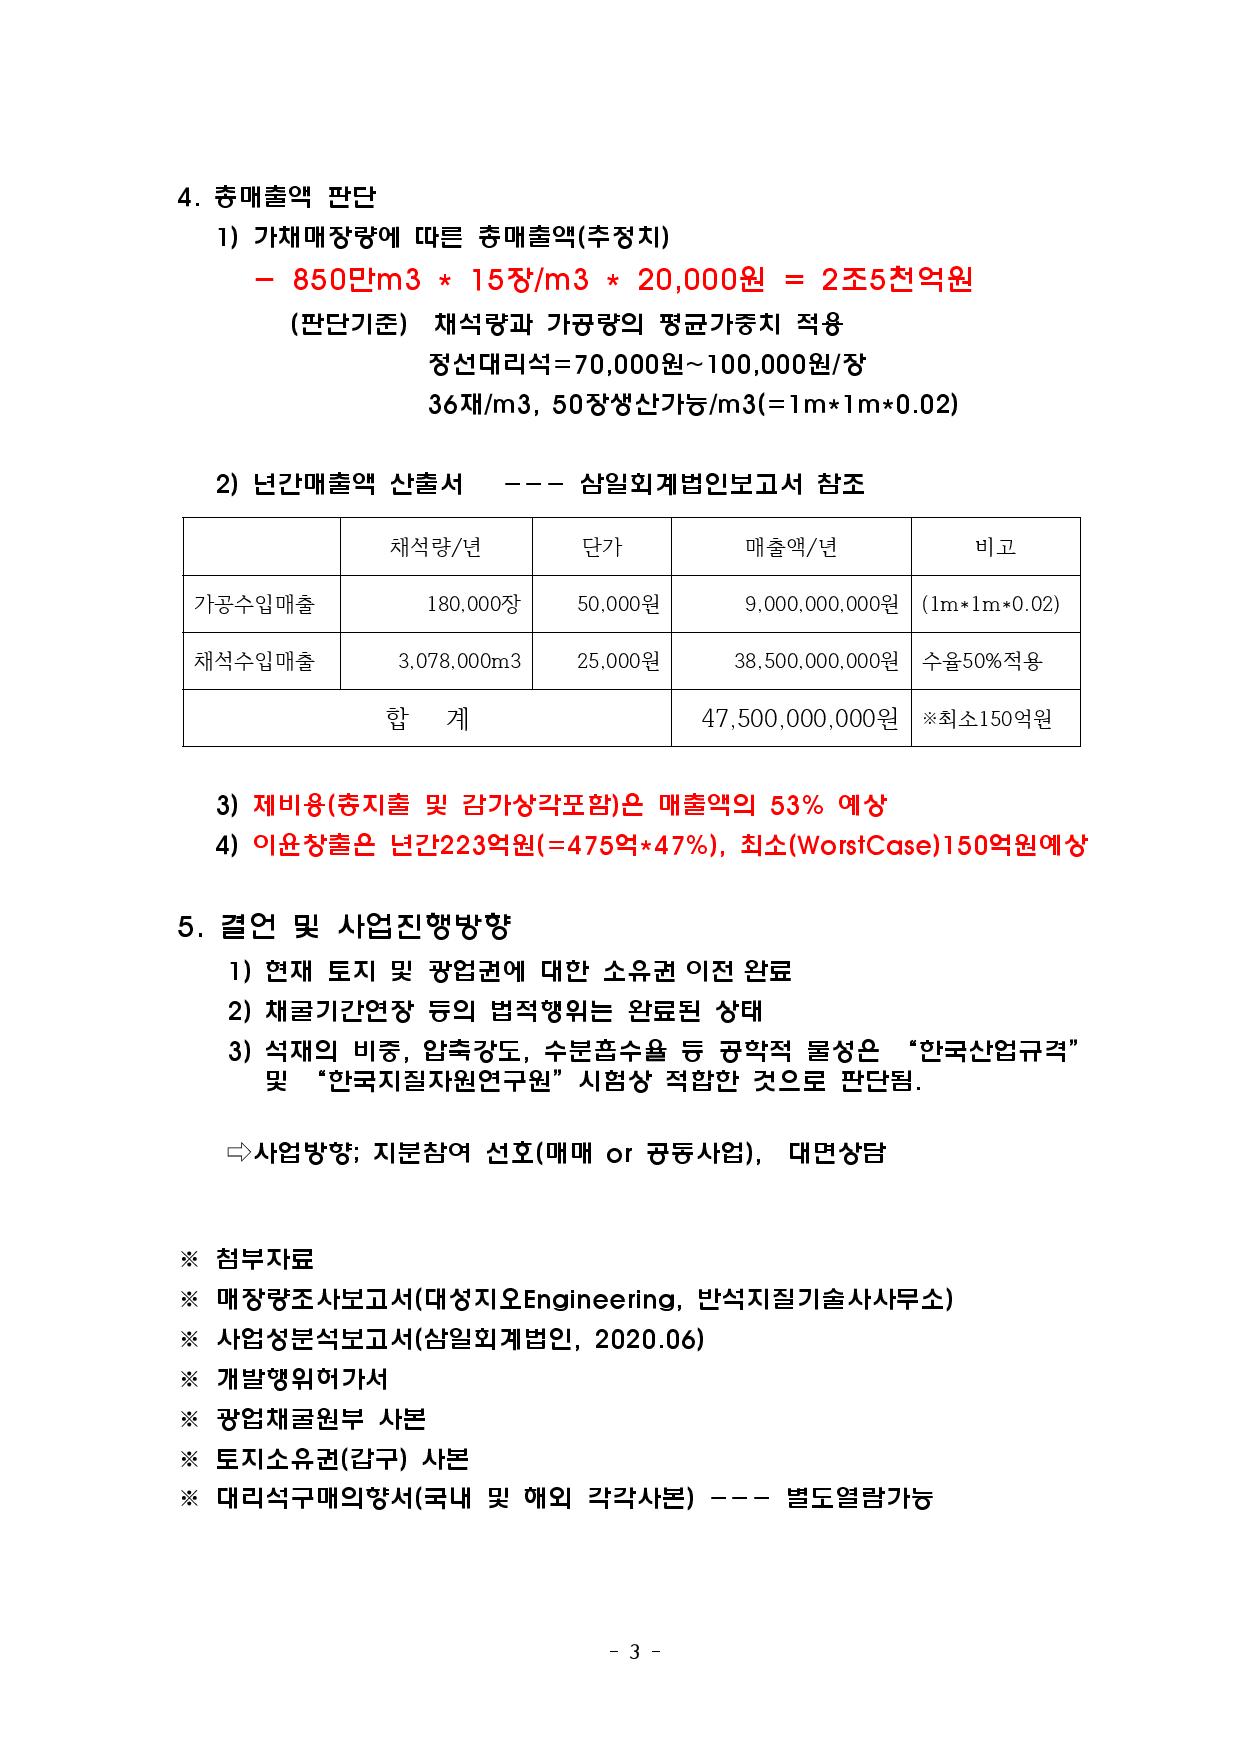 4. 총매출액 판단
1) 가채매장량에 따른 총매출액(추정치)
- 850만m3 * 15장/m3 * 20,000원 = 2조5천억원
(판단기준) 채석량과 가공량의 평균가중치 적용
정선대리석=70,000원~100,000원/장
36재/m3, 50장생산가능/m3(=1m*1m*0.02)
2) 년간매출액 산출서 --- 삼일회계법인보고서 참조
채석량/년 단가 매출액/년 비고
가공수입매출 180,000장 50,000원 9,000,000,000원 (1m*1m*0.02)
채석수입매출 3,078,000m3 25,000원 38,500,000,000원 수율50%적용
합 계 47,500,000,000원 ※최소150억원
3) 제비용(총지출 및 감가상각포함)은 매출액의 53% 예상
4) 이윤창출은 년간223억원(=475억*47%), 최소(WorstCase)150억원예상
5. 결언 및 사업진행방향
1) 현재 토지 및 광업권에 대한 소유권 이전 완료
2) 채굴기간연장 등의 법적행위는 완료된 상태
3) 석재의 비중, 압축강도, 수분흡수율 등 공학적 물성은 “한국산업규격”
및 “한국지질자원연구원” 시험상 적합한 것으로 판단됨.
⇨사업방향; 지분참여 선호(매매 or 공동사업), 대면상담
※ 첨부자료
※ 매장량조사보고서(대성지오Engineering, 반석지질기술사사무소)
※ 사업성분석보고서(삼일회계법인, 2020.06)
※ 개발행위허가서
※ 광업채굴원부 사본
※ 토지소유권(갑구) 사본
※ 대리석구매의향서(국내 및 해외 각각사본) --- 별도열람가능
- 3 -